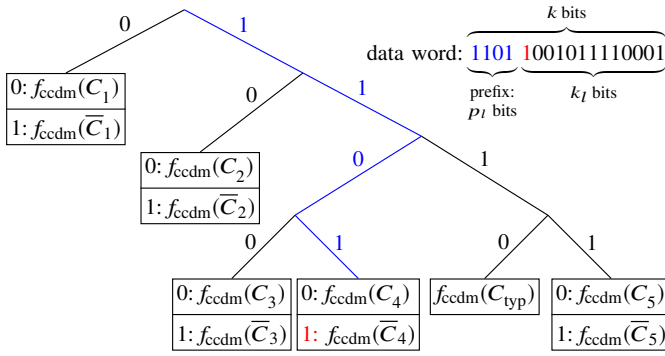 k bits
data word: 1101 1001011110001
prefix:
p_l bits
k_l bits
0 1
0 1
0 1
0 1 0 1
0: f_ccdm(C_1)
1: f_ccdm(C̅_1)
0: f_ccdm(C_2)
1: f_ccdm(C̅_2)
0: f_ccdm(C_3)
1: f_ccdm(C̅_3)
0: f_ccdm(C_4)
1: f_ccdm(C̅_4)
f_ccdm(C_typ)
0: f_ccdm(C_5)
1: f_ccdm(C̅_5)